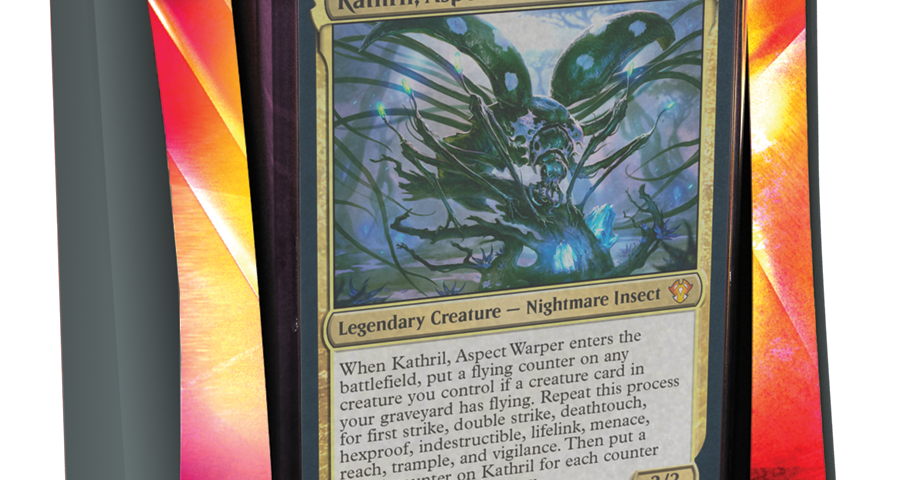 Kathril, Aspect
Legendary Creature — Nightmare Insect
When Kathril, Aspect Warper enters the
battlefield, put a flying counter on any
creature you control if a creature card in
your graveyard has flying. Repeat this process
for first strike, double strike, deathtouch,
hexproof, indestructible, lifelink, menace,
reach, trample, and vigilance. Then put a
counter on Kathril for each counter
3/3